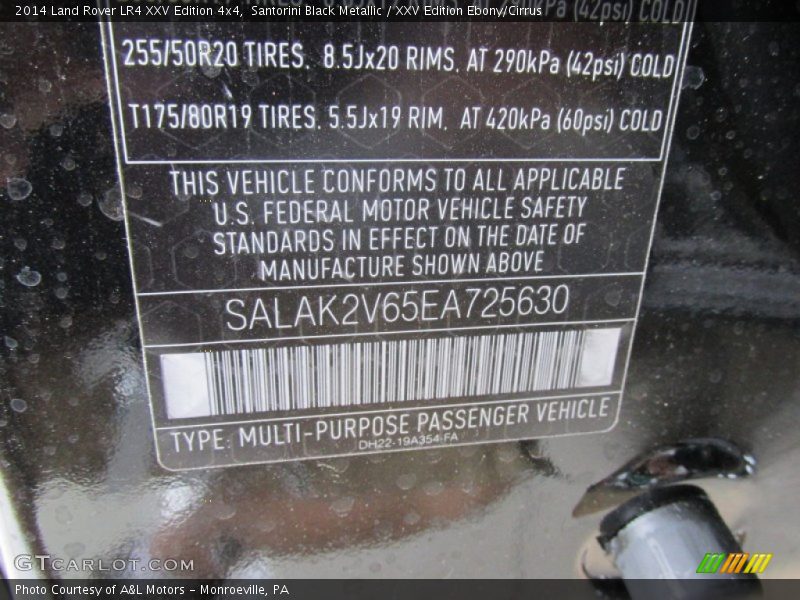 2014 Land Rover LR4 XXV Edition 4x4, Santorini Black Metallic / XXV Edition Ebony/Cirrus
kPa (42psi) COLD
255/50R20 TIRES. 8.5Jx20 RIMS. AT 290kPa (42psi) COLD
T175/80R19 TIRES. 5.5Jx19 RIM. AT 420kPa (60psi) COLD
THIS VEHICLE CONFORMS TO ALL APPLICABLE
U.S. FEDERAL MOTOR VEHICLE SAFETY
STANDARDS IN EFFECT ON THE DATE OF
MANUFACTURE SHOWN ABOVE
SALAK2V65EA725630
TYPE: MULTI-PURPOSE PASSENGER VEHICLE
DH22-19A354-FA
GTCARLOT.COM
Photo Courtesy of A&L Motors - Monroeville, PA